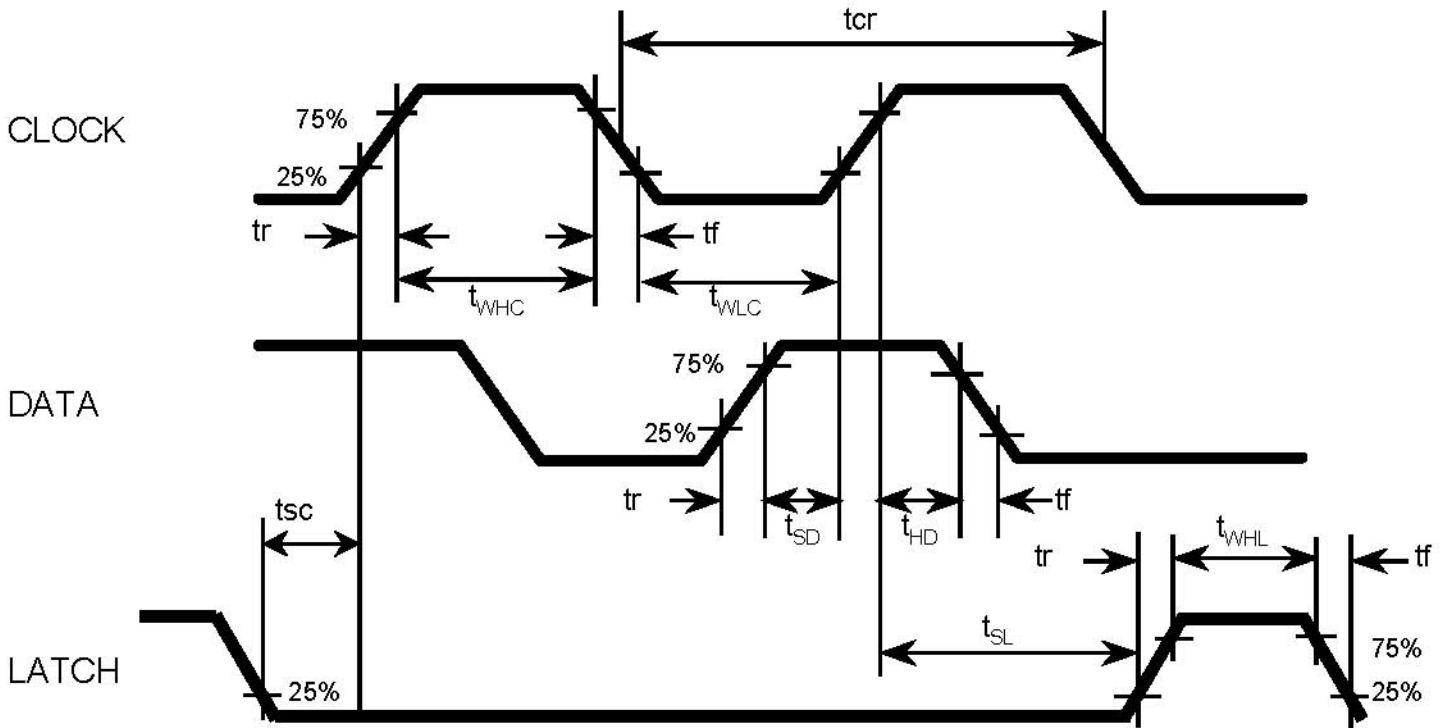 tcr
CLOCK
75%
25%
tr
tf
tWHC
tWLC
DATA
75%
25%
tr
tSD
tHD
tf
tsc
tWHL
tr
tf
tSL
LATCH
25%
75%
25%